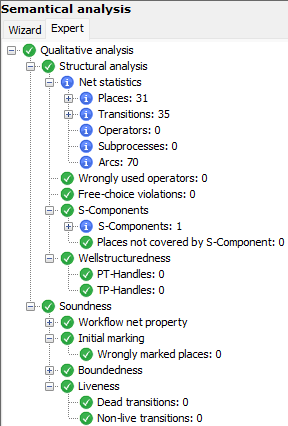 Semantical analysis
Wizard Expert
Qualitative analysis
Structural analysis
Net statistics
Places: 31
Transitions: 35
Operators: 0
Subprocesses: 0
Arcs: 70
Wrongly used operators: 0
Free-choice violations: 0
S-Components
S-Components: 1
Places not covered by S-Component: 0
Wellstructuredness
PT-Handles: 0
TP-Handles: 0
Soundness
Workflow net property
Initial marking
Wrongly marked places: 0
Boundedness
Liveness
Dead transitions: 0
Non-live transitions: 0